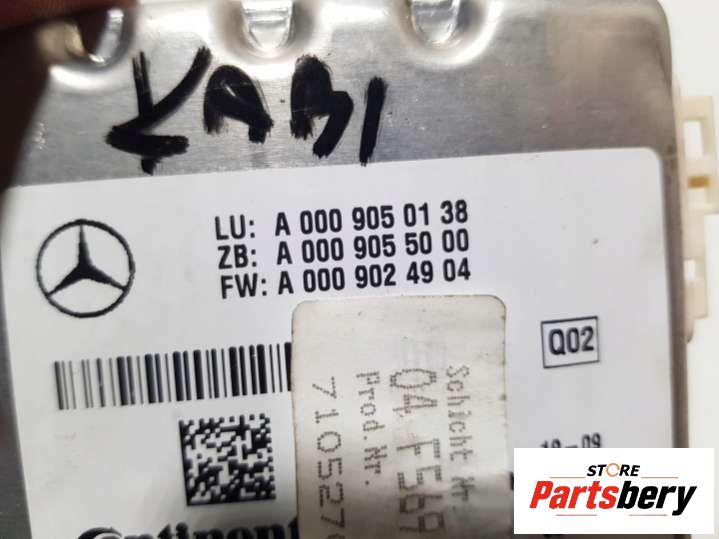 KABI
LU: A 000 905 01 38
ZB: A 000 905 50 00
FW: A 000 902 49 04
Q02
Schicht Nr.
04 F569
Prod.Nr.
710527
STORE
Partsbery